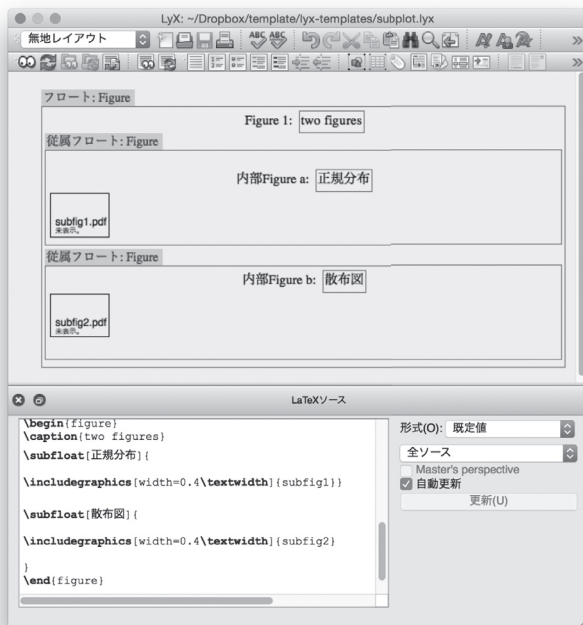 LyX: ~/Dropbox/template/lyx-templates/subplot.lyx
無地レイアウト
フロート: Figure
Figure 1: two figures
従属フロート: Figure
内部Figure a: 正規分布
subfig1.pdf
未表示。
従属フロート: Figure
内部Figure b: 散布図
subfig2.pdf
未表示。
LaTeXソース
\begin{figure}
\caption{two figures}
\subfloat[正規分布]{
\includegraphics[width=0.4\textwidth]{subfig1}}
\subfloat[散布図]{
\includegraphics[width=0.4\textwidth]{subfig2}
}
\end{figure}
形式(O): 既定値
全ソース
Master's perspective
自動更新
更新(U)